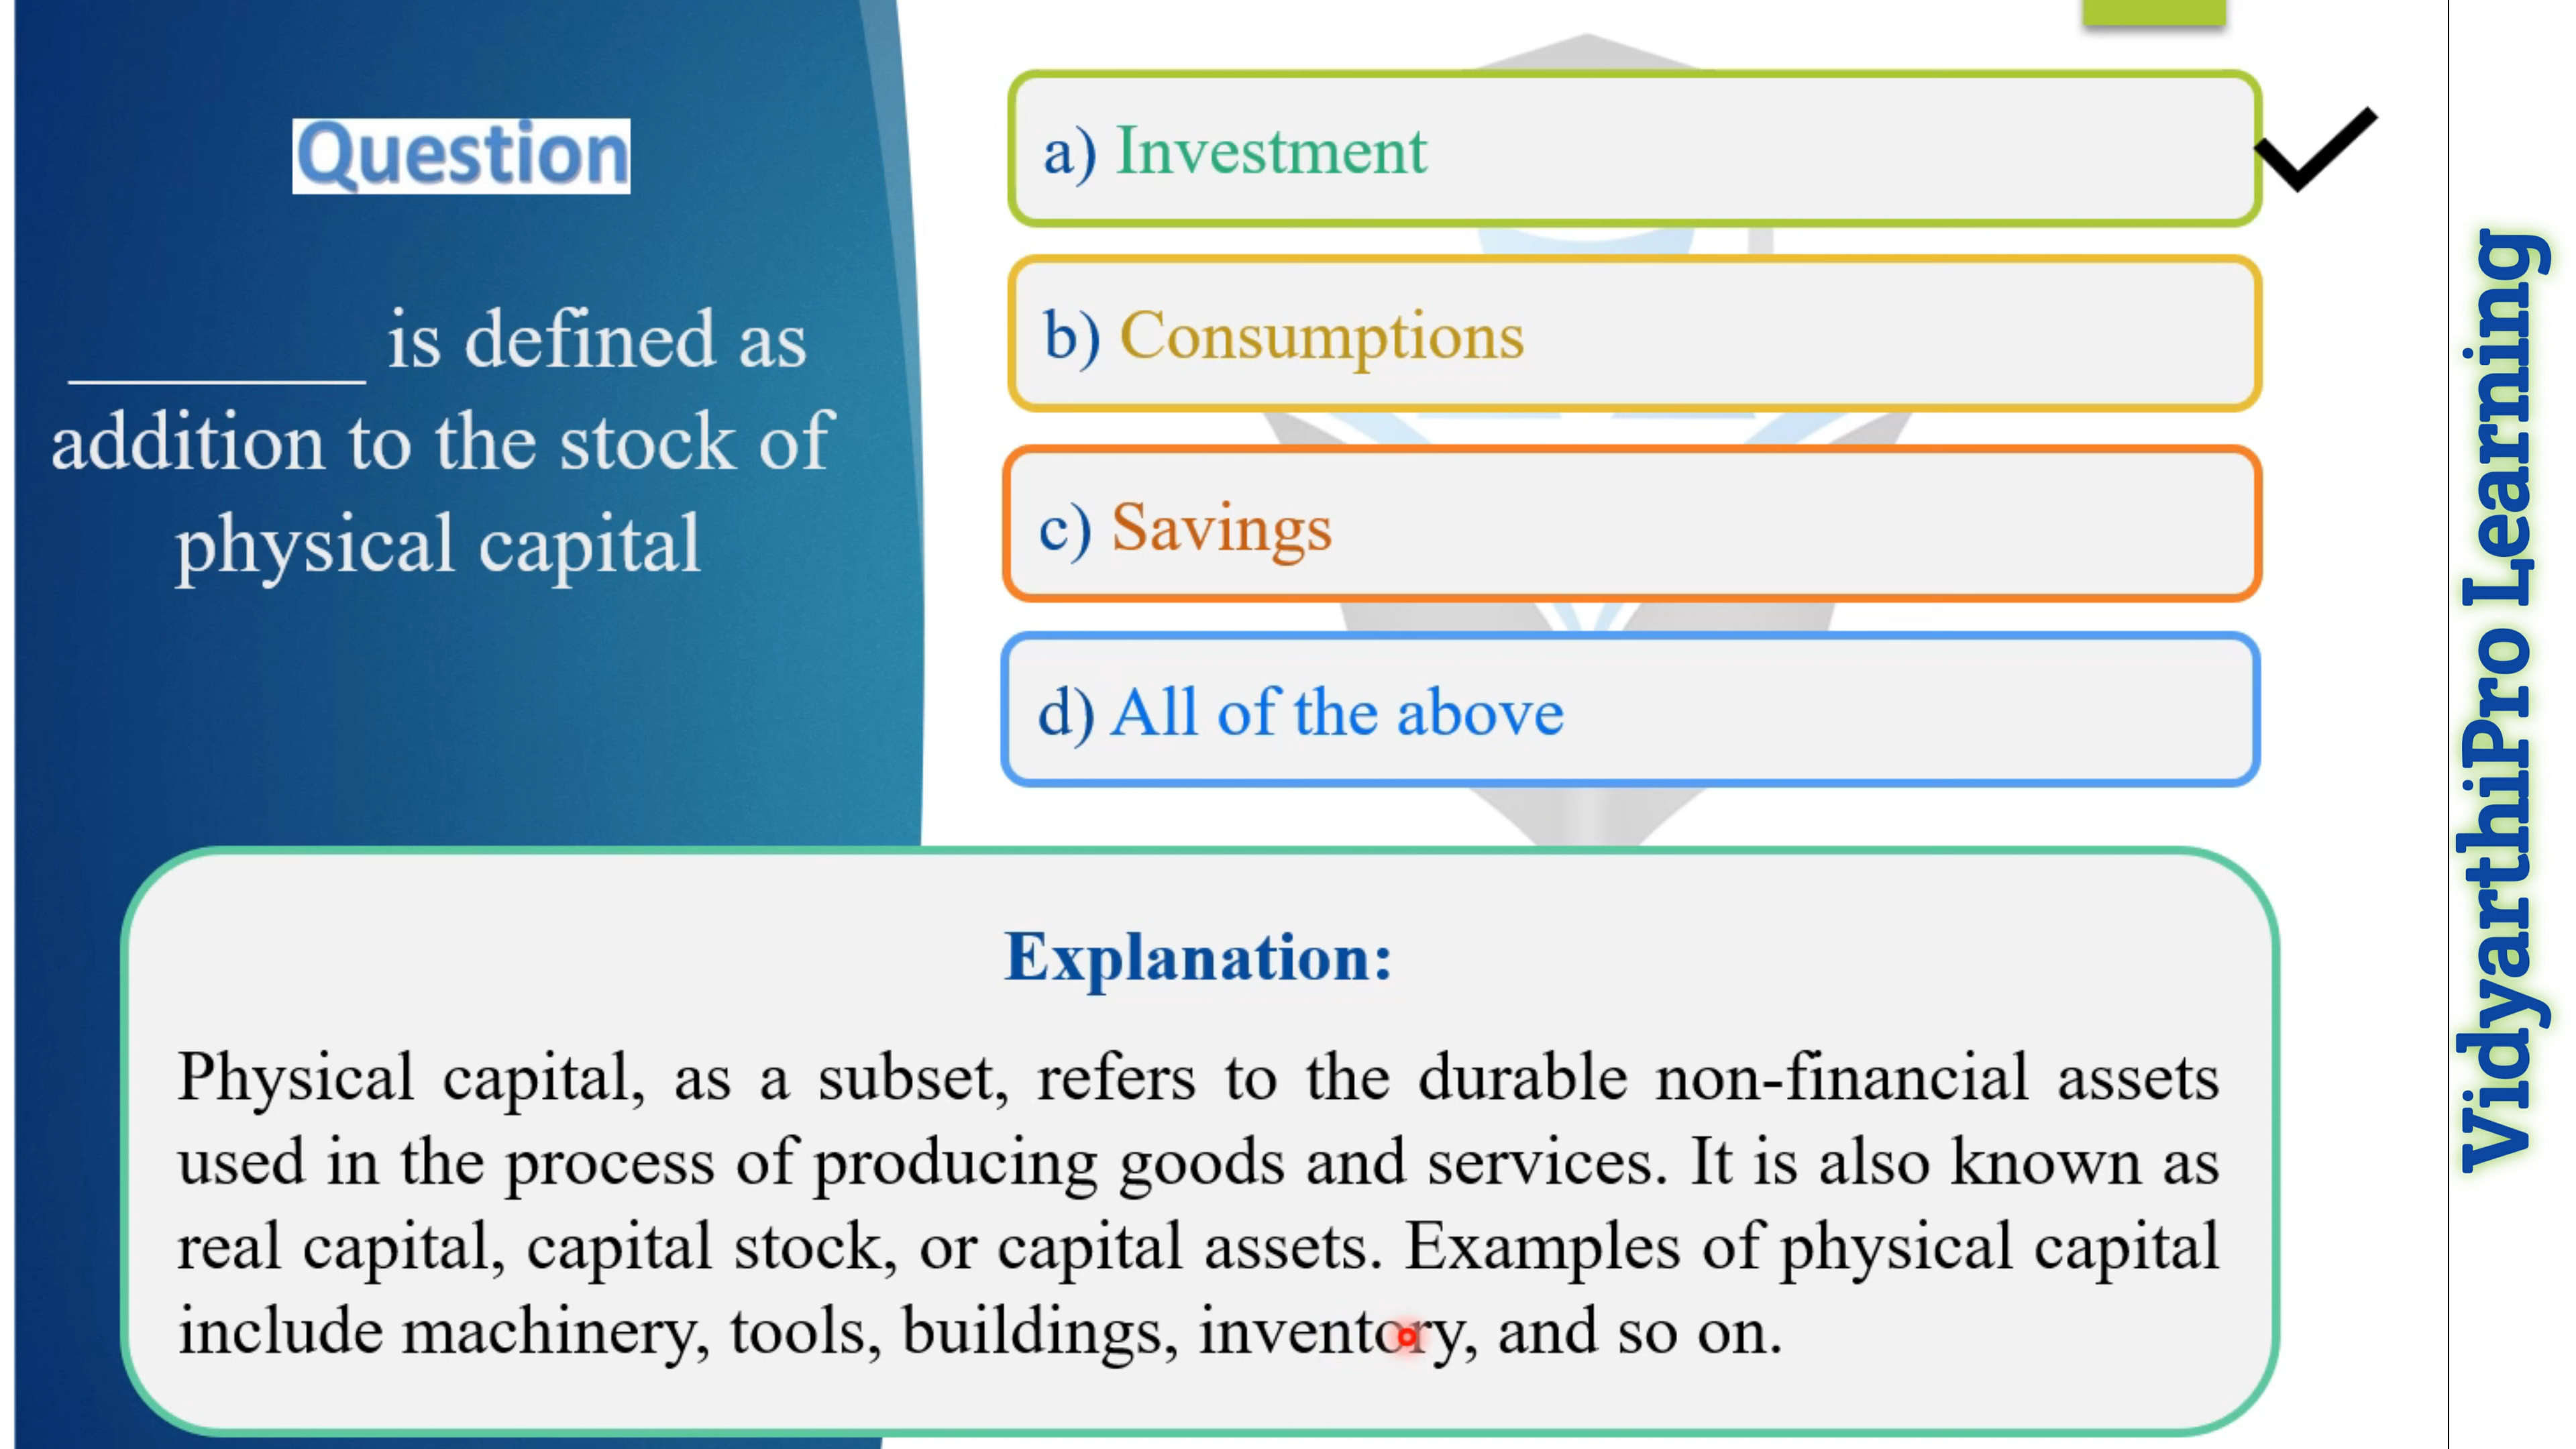 Question
________ is defined as
addition to the stock of
physical capital
a) Investment
b) Consumptions
c) Savings
d) All of the above
Explanation:
Physical capital, as a subset, refers to the durable non-financial assets
used in the process of producing goods and services. It is also known as
real capital, capital stock, or capital assets. Examples of physical capital
include machinery, tools, buildings, inventory, and so on.
VidyarthiPro Learning